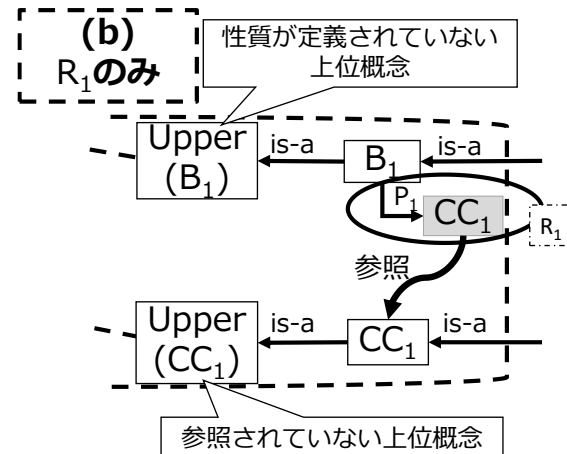 (b)
R₁のみ
性質が定義されていない
上位概念
Upper
(B₁)
is-a
B₁
is-a
P₁
CC₁
R₁
参照
Upper
(CC₁)
is-a
CC₁
is-a
参照されていない上位概念